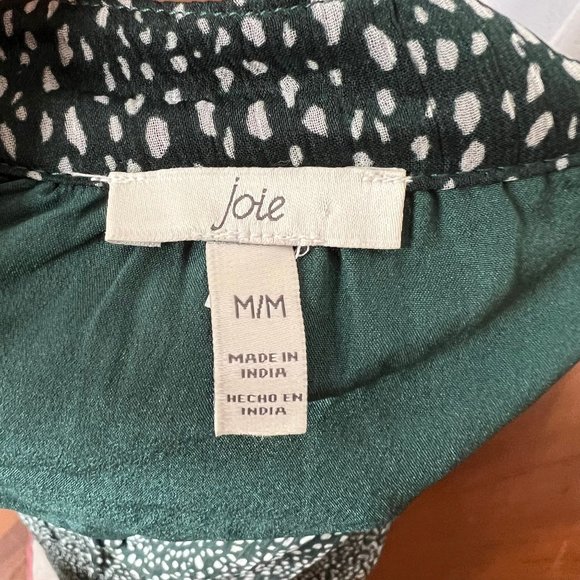 joie
M/M
MADE IN
INDIA
HECHO EN
INDIA